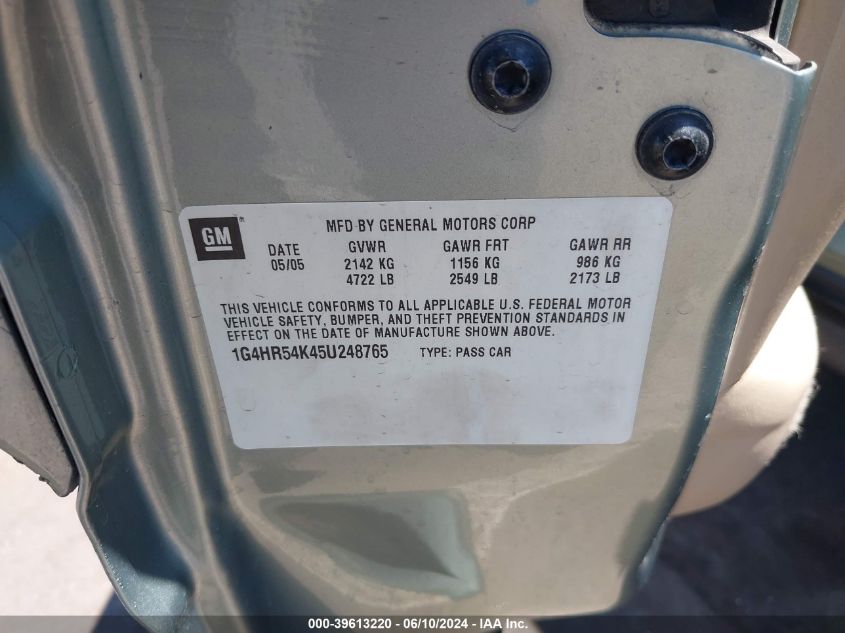 GM
MFD BY GENERAL MOTORS CORP
DATE GVWR GAWR FRT GAWR RR
05/05 2142 KG 1156 KG 986 KG
4722 LB 2549 LB 2173 LB
THIS VEHICLE CONFORMS TO ALL APPLICABLE U.S. FEDERAL MOTOR
VEHICLE SAFETY, BUMPER, AND THEFT PREVENTION STANDARDS IN
EFFECT ON THE DATE OF MANUFACTURE SHOWN ABOVE.
1G4HR54K45U248765 TYPE: PASS CAR
000-39613220 - 06/10/2024 - IAA Inc.